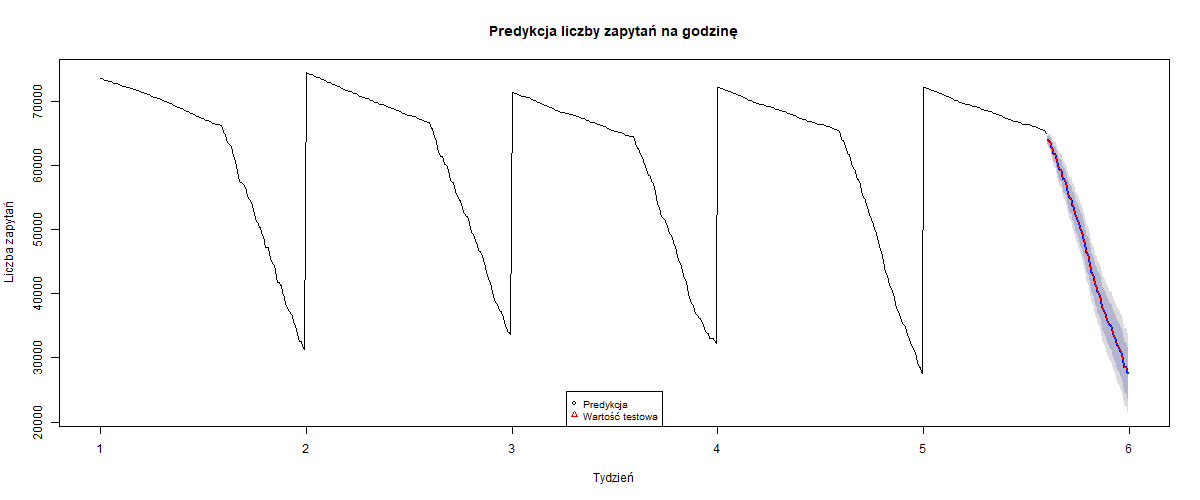 Predykcja liczby zapytań na godzinę
Liczba zapytań
70000
60000
50000
40000
30000
20000
Predykcja
Wartość testowa
1 2 3 4 5 6
Tydzień